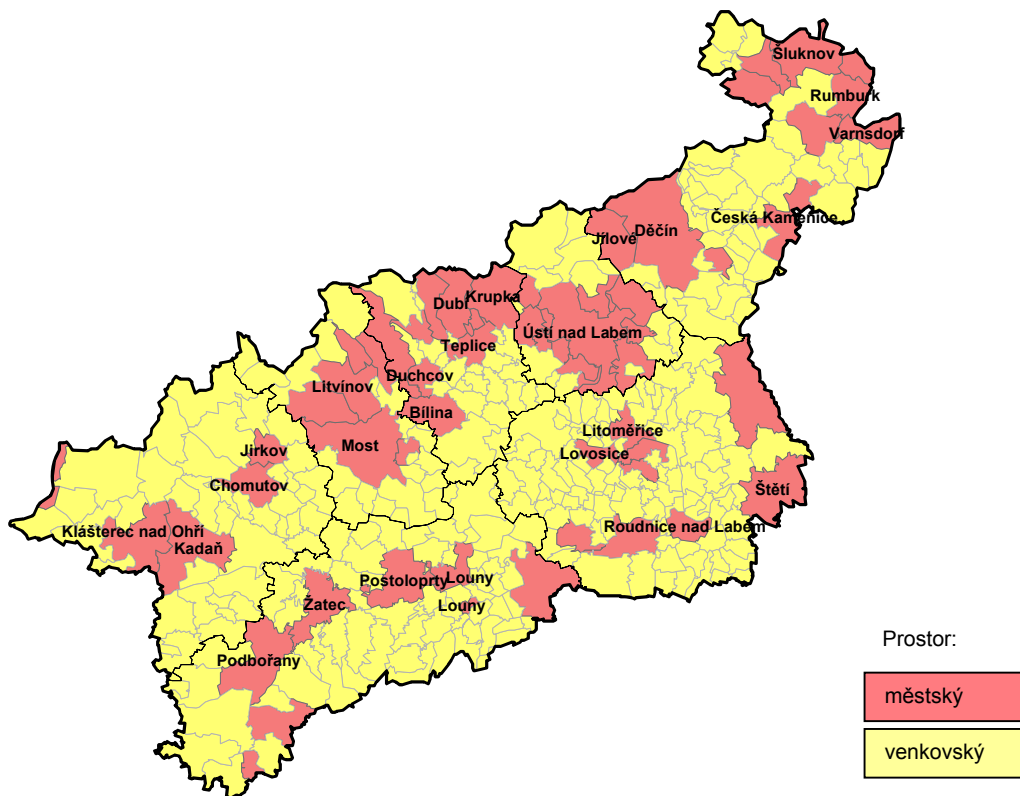 Šluknov
Rumburk
Varnsdorf
Česká Kamenice
Děčín
Jílové
Krupka
Dubí
Ústí nad Labem
Teplice
Duchcov
Litvínov
Bílina
Litoměřice
Most
Jirkov
Lovosice
Chomutov
Štětí
Roudnice nad Labem
Klášterec nad Ohří
Kadaň
Postoloprty
Louny
Žatec
Louny
Podbořany
Prostor:
městský
venkovský